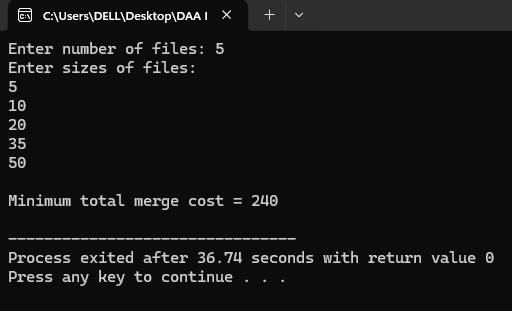 C:\Users\DELL\Desktop\DAA I
Enter number of files: 5
Enter sizes of files:
5
10
20
35
50
Minimum total merge cost = 240
--------------------------------
Process exited after 36.74 seconds with return value 0
Press any key to continue . . .